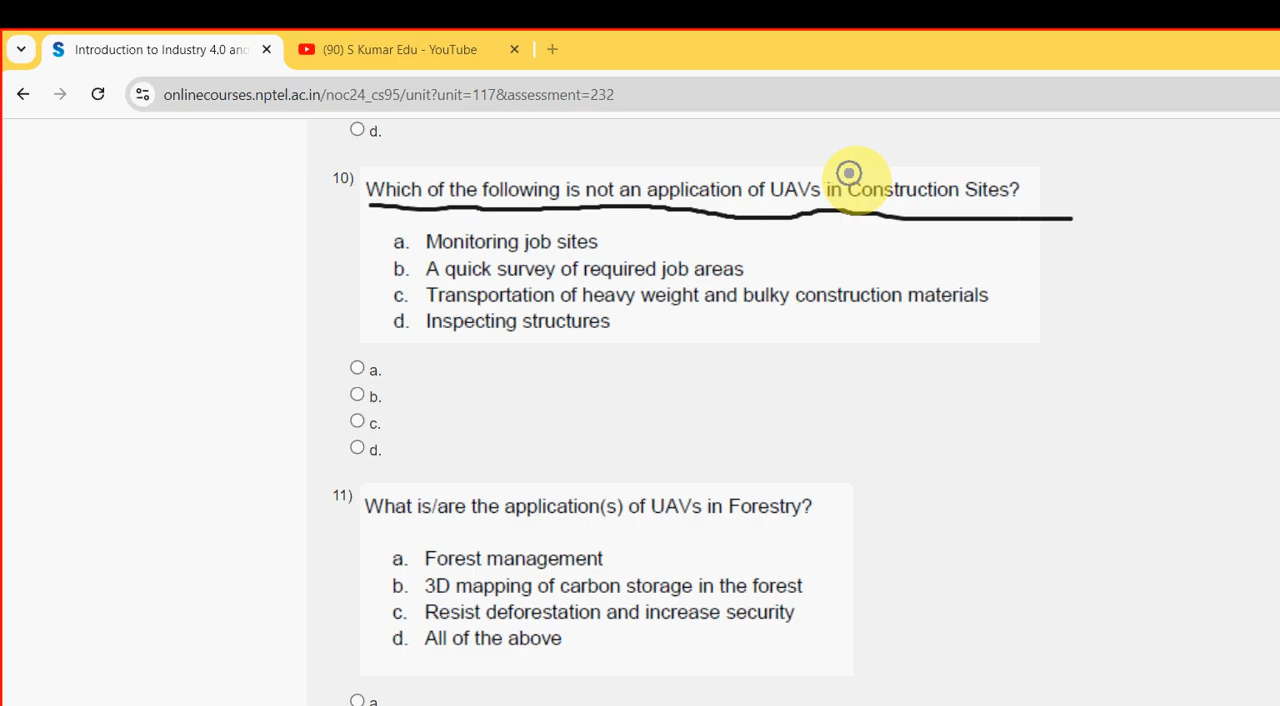 Introduction to Industry 4.0 and
(90) S Kumar Edu - YouTube
onlinecourses.nptel.ac.in/noc24_cs95/unit?unit=117&assessment=232
d.
10)
Which of the following is not an application of UAVs in Construction Sites?
a. Monitoring job sites
b. A quick survey of required job areas
c. Transportation of heavy weight and bulky construction materials
d. Inspecting structures
a.
b.
c.
d.
11)
What is/are the application(s) of UAVs in Forestry?
a. Forest management
b. 3D mapping of carbon storage in the forest
c. Resist deforestation and increase security
d. All of the above
a